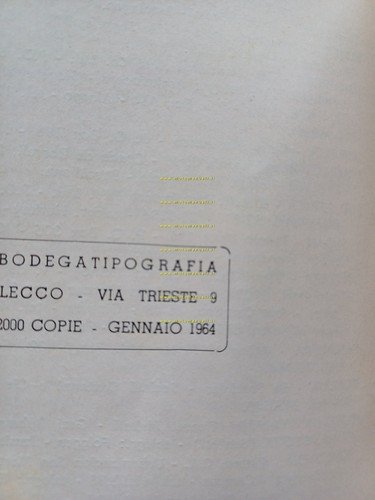 BODEGATIPOGRAFIA
LECCO - VIA TRIESTE 9
2000 COPIE - GENNAIO 1964